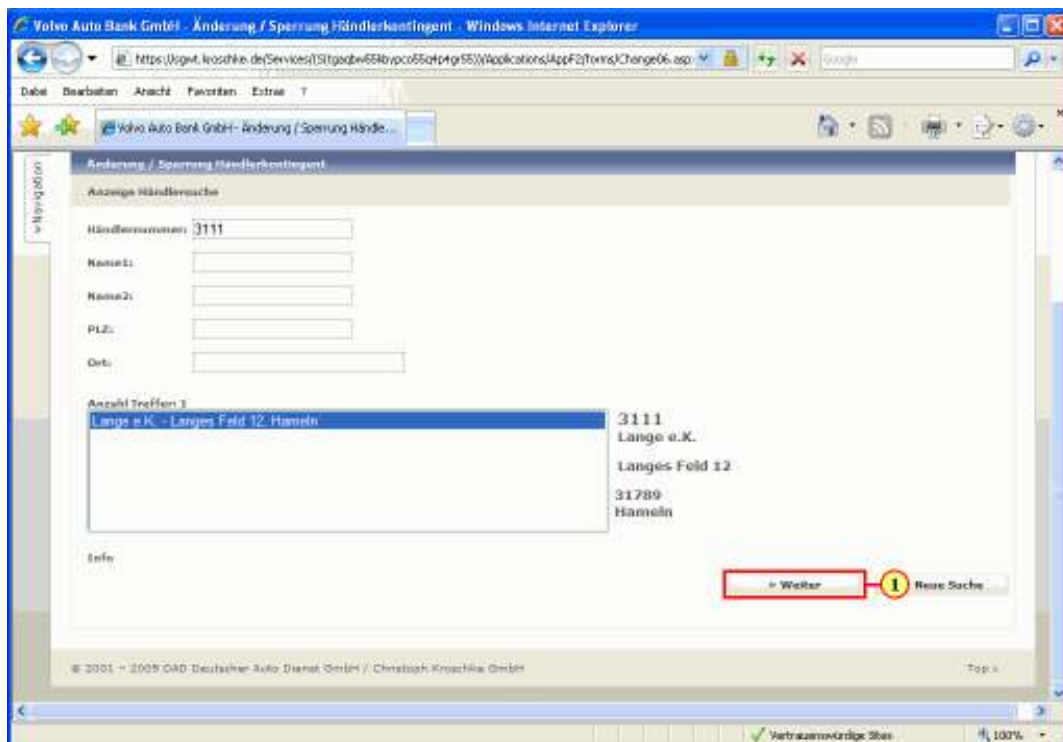 Volvo Auto Bank GmbH - Änderung / Sperrung Händlerkontingent - Windows Internet Explorer
Google
Datei Bearbeiten Ansicht Favoriten Extras ?
Volvo Auto Bank GmbH - Änderung / Sperrung Händle...
» Navigation
Änderung / Sperrung Händlerkontingent
Anzeige Händlersuche
Händlernummer: 3111
Name1:
Name2:
PLZ:
Ort:
Anzahl Treffer: 1
Lange e.K. - Langes Feld 12, Hameln
3111
Lange e.K.
Langes Feld 12
31789
Hameln
Info
» Weiter
1
Neue Suche
© 2001 - 2009 DAD Deutscher Auto Dienst GmbH / Christoph Kroschke GmbH
Top
Vertrauenswürdige Sites
100%